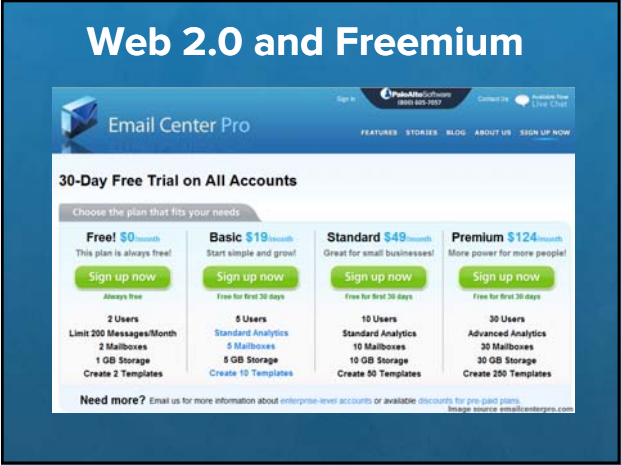 Web 2.0 and Freemium
Sign In
PaloAltoSoftware
(800) 605-7057
Contact Us
Available Now
Live Chat
Email Center Pro
FEATURES STORIES BLOG ABOUT US SIGN UP NOW
30-Day Free Trial on All Accounts
Choose the plan that fits your needs
Free! $0/month
This plan is always free!
Sign up now
Always free
2 Users
Limit 200 Messages/Month
2 Mailboxes
1 GB Storage
Create 2 Templates
Basic $19/month
Start simple and grow!
Sign up now
Free for first 30 days
5 Users
Standard Analytics
5 Mailboxes
5 GB Storage
Create 10 Templates
Standard $49/month
Great for small businesses!
Sign up now
Free for first 30 days
10 Users
Standard Analytics
10 Mailboxes
10 GB Storage
Create 50 Templates
Premium $124/month
More power for more people!
Sign up now
Free for first 30 days
30 Users
Advanced Analytics
30 Mailboxes
30 GB Storage
Create 250 Templates
Need more? Email us for more information about enterprise-level accounts or available discounts for pre-paid plans.
Image source emailcenterpro.com